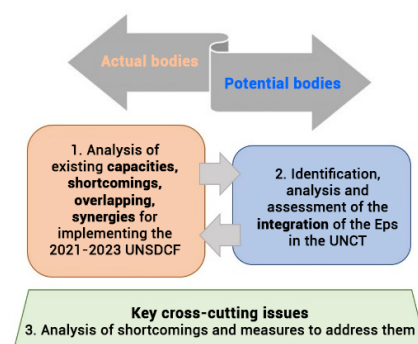 Actual bodies
Potential bodies
1. Analysis of
existing capacities,
shortcomings,
overlapping,
synergies for
implementing the
2021-2023 UNSDCF
2. Identification,
analysis and
assessment of the
integration of the Eps
in the UNCT
Key cross-cutting issues
3. Analysis of shortcomings and measures to address them